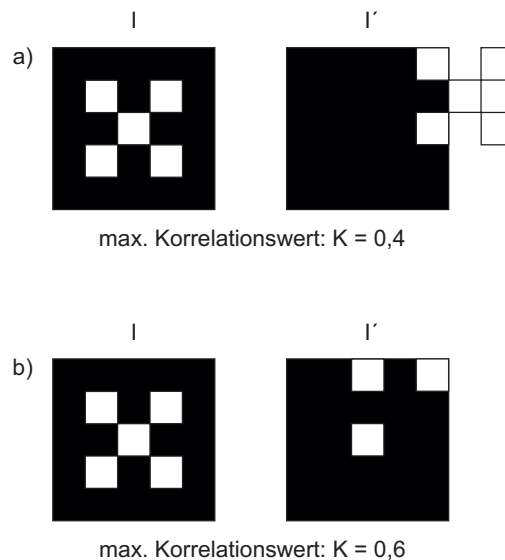 I I´
a)
max. Korrelationswert: K = 0,4
I I´
b)
max. Korrelationswert: K = 0,6